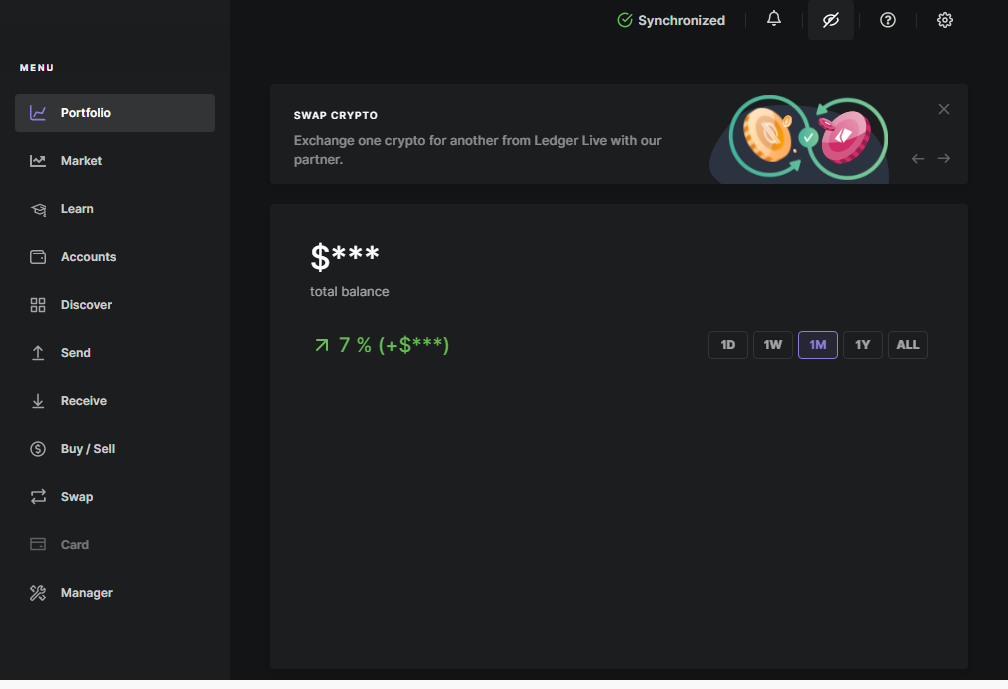 Synchronized
MENU
Portfolio
Market
Learn
Accounts
Discover
Send
Receive
Buy / Sell
Swap
Card
Manager
SWAP CRYPTO
Exchange one crypto for another from Ledger Live with our
partner.
$***
total balance
7 % (+$***)
1D 1W 1M 1Y ALL